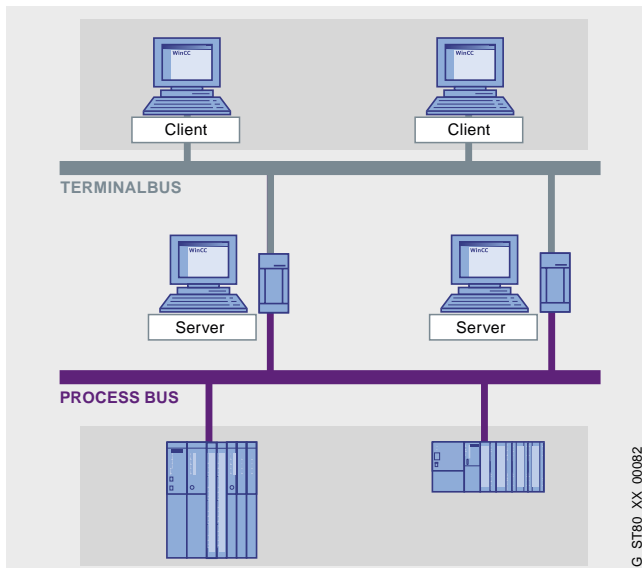 WinCC
WinCC
Client
Client
TERMINALBUS
WinCC
WinCC
Server
Server
PROCESS BUS
G_ST80_XX_00082